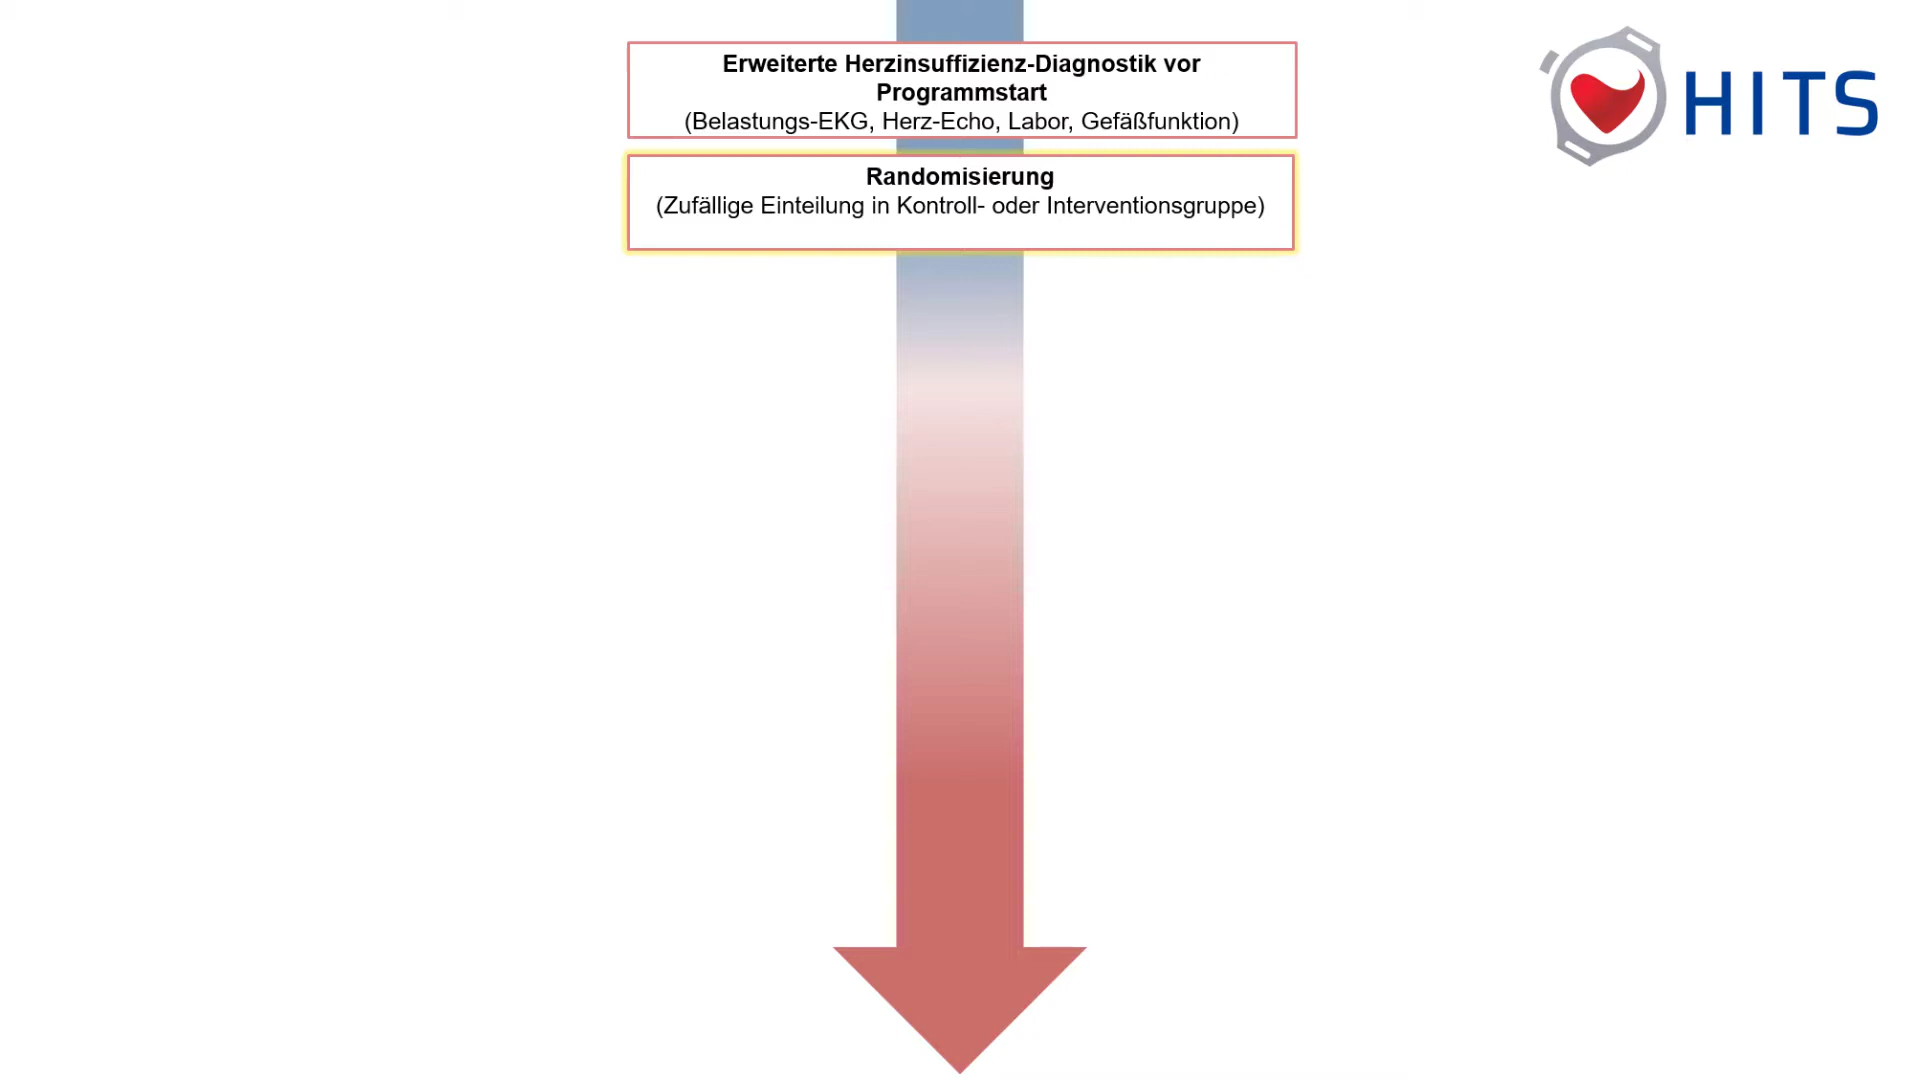 Erweiterte Herzinsuffizienz-Diagnostik vor
Programmstart
(Belastungs-EKG, Herz-Echo, Labor, Gefäßfunktion)
HITS
Randomisierung
(Zufällige Einteilung in Kontroll- oder Interventionsgruppe)